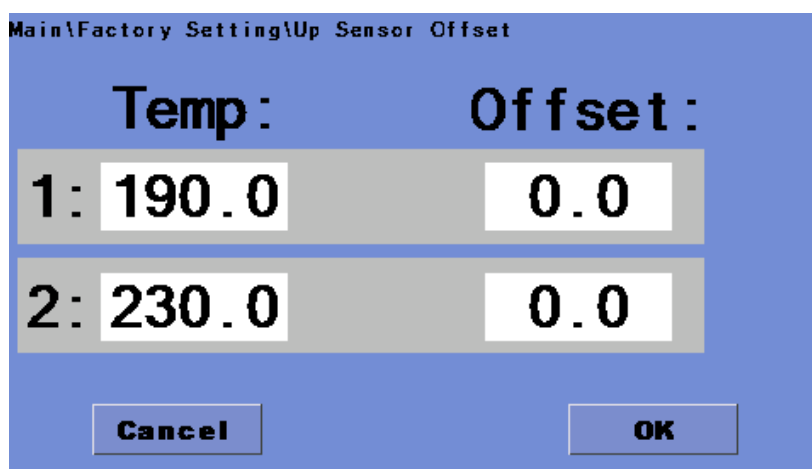 Main\Factory Setting\Up Sensor Offset
Temp: Offset:
1: 190.0 0.0
2: 230.0 0.0
Cancel OK